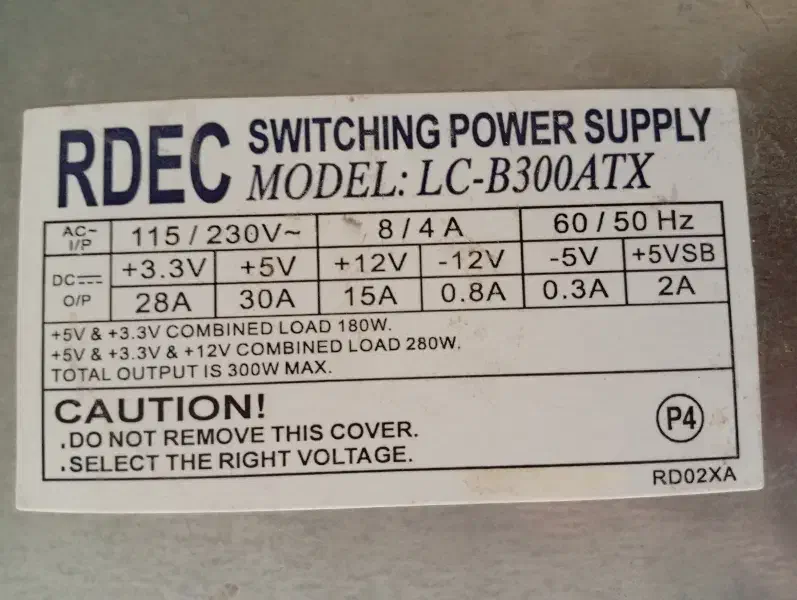 RDEC
SWITCHING POWER SUPPLY
MODEL: LC-B300ATX
AC~ I/P 115 / 230V~ 8 / 4 A 60 / 50 Hz
DC O/P +3.3V +5V +12V -12V -5V +5VSB
28A 30A 15A 0.8A 0.3A 2A
+5V & +3.3V COMBINED LOAD 180W.
+5V & +3.3V & +12V COMBINED LOAD 280W.
TOTAL OUTPUT IS 300W MAX.
CAUTION!
.DO NOT REMOVE THIS COVER.
.SELECT THE RIGHT VOLTAGE.
P4
RD02XA